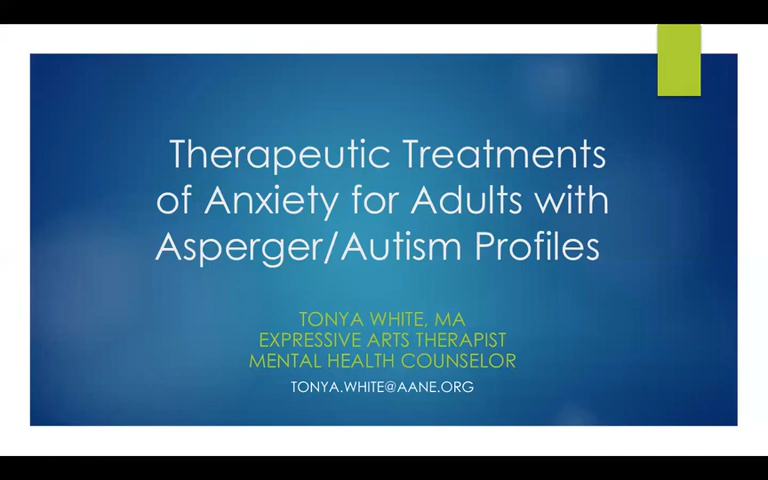 Therapeutic Treatments
of Anxiety for Adults with
Asperger/Autism Profiles
TONYA WHITE, MA
EXPRESSIVE ARTS THERAPIST
MENTAL HEALTH COUNSELOR
TONYA.WHITE@AANE.ORG